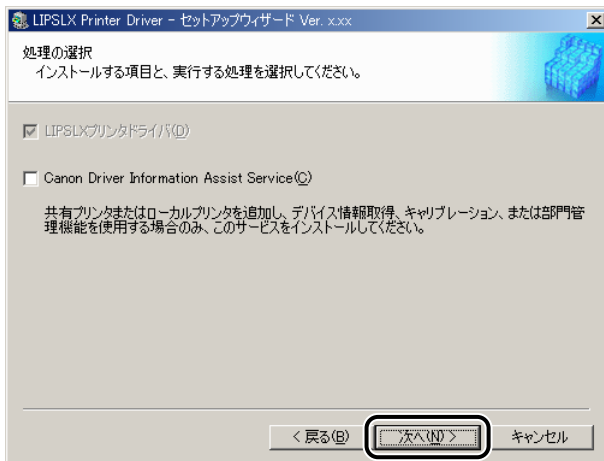 LIPSLX Printer Driver - セットアップウィザード Ver. x.xx
処理の選択
インストールする項目と、実行する処理を選択してください。
LIPSLXプリンタドライバ(D)
Canon Driver Information Assist Service(C)
共有プリンタまたはローカルプリンタを追加し、デバイス情報取得、キャリブレーション、または部門管
理機能を使用する場合のみ、このサービスをインストールしてください。
< 戻る(B) 次へ(N) > キャンセル